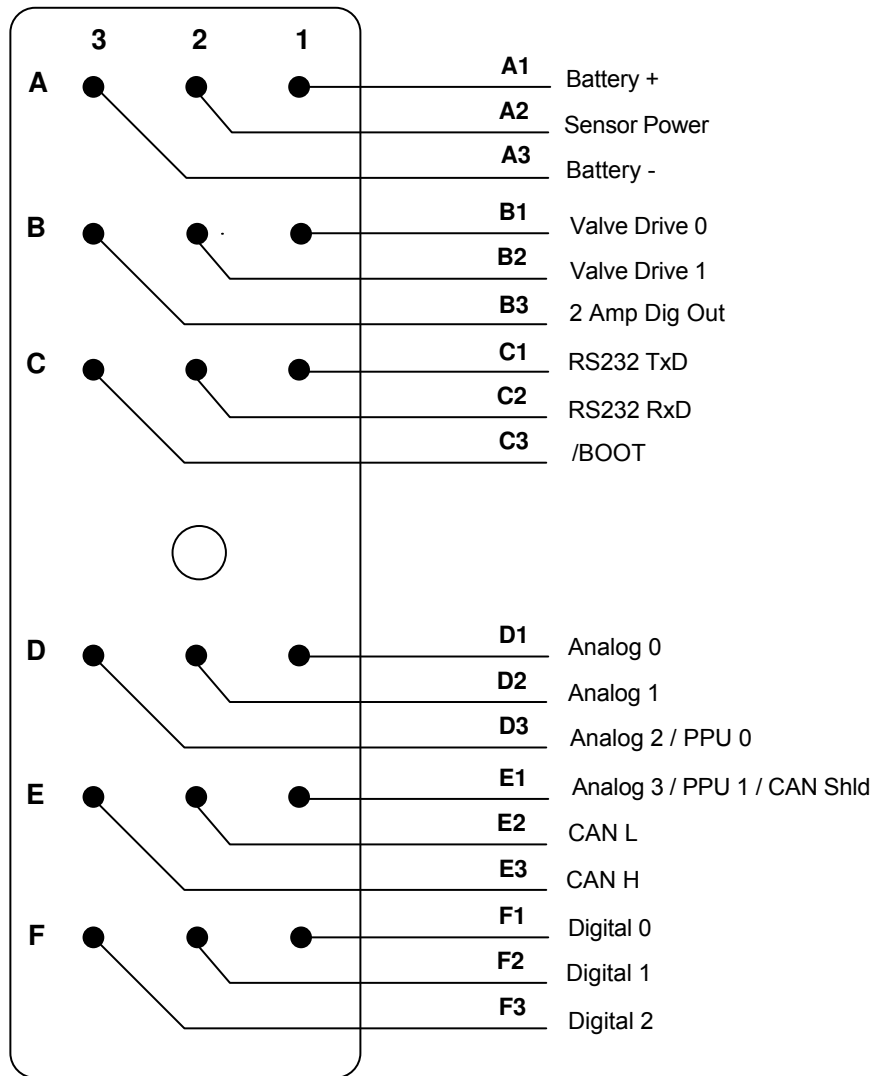 3 2 1
A
A1 Battery +
A2 Sensor Power
A3 Battery -
B
B1 Valve Drive 0
B2 Valve Drive 1
B3 2 Amp Dig Out
C
C1 RS232 TxD
C2 RS232 RxD
C3 /BOOT
D
D1 Analog 0
D2 Analog 1
D3 Analog 2 / PPU 0
E
E1 Analog 3 / PPU 1 / CAN Shld
E2 CAN L
E3 CAN H
F
F1 Digital 0
F2 Digital 1
F3 Digital 2